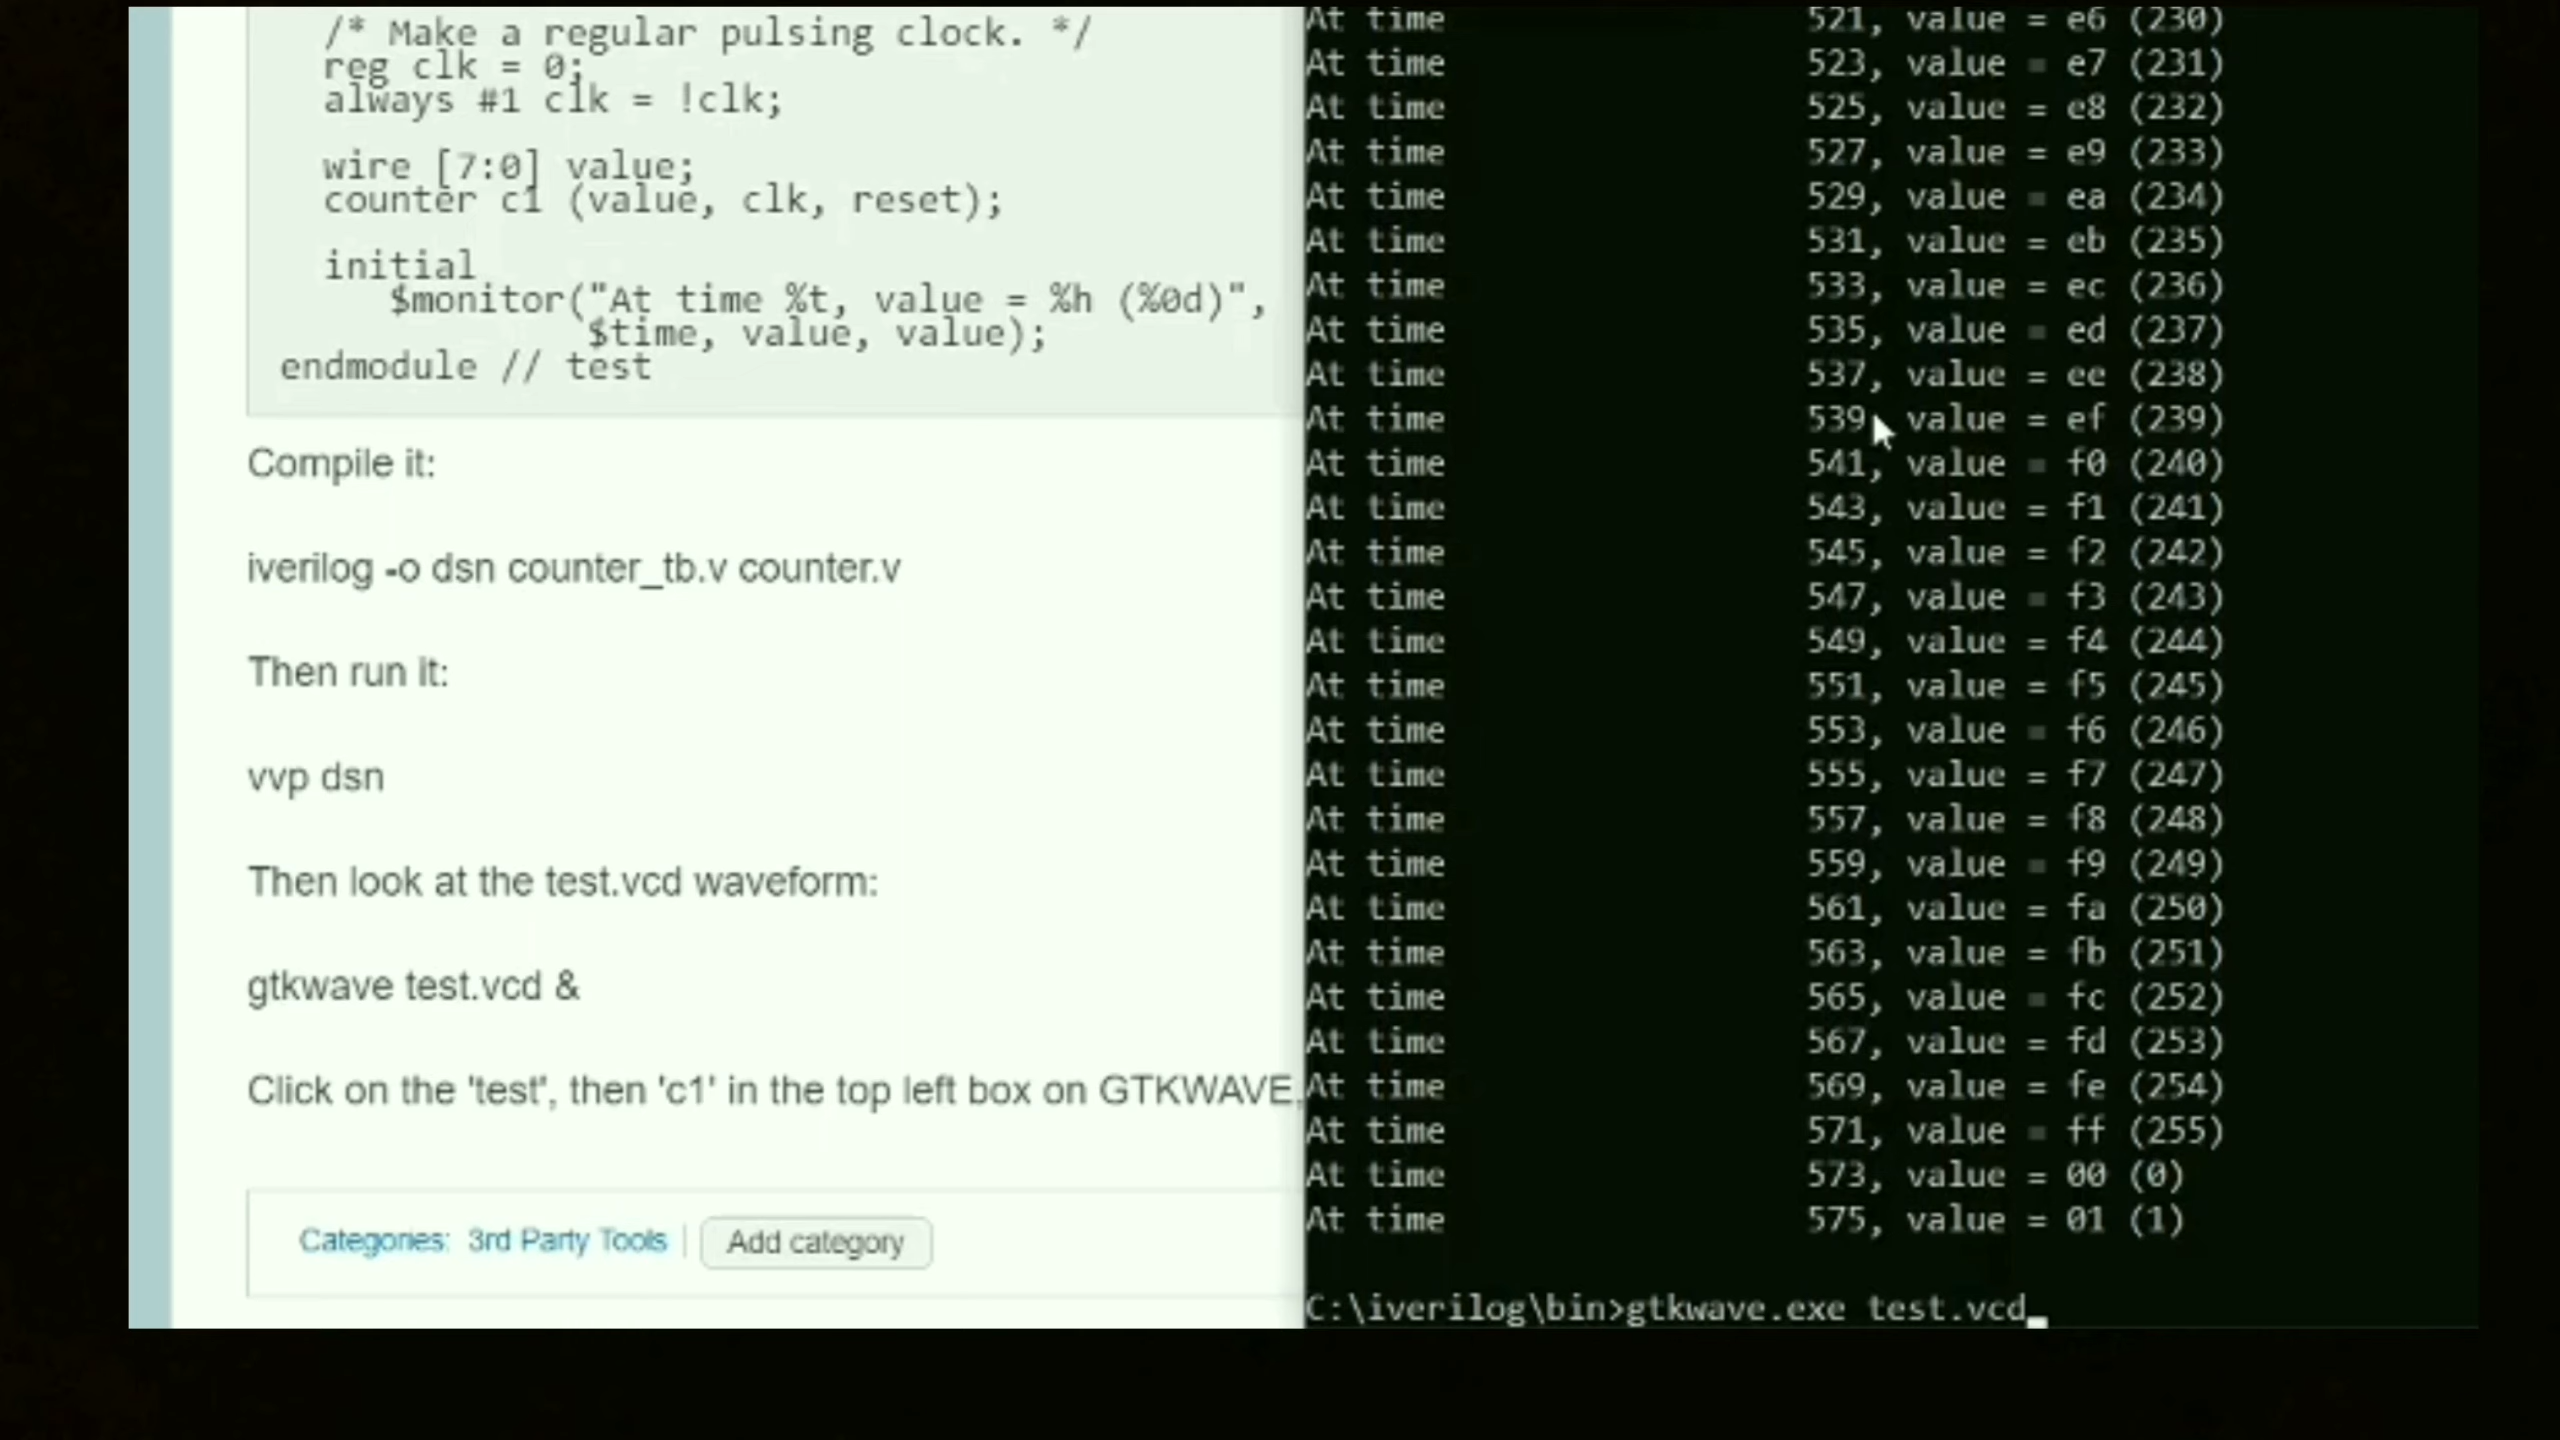 /* Make a regular pulsing clock. */
reg clk = 0;
always #1 clk = !clk;
wire [7:0] value;
counter c1 (value, clk, reset);
initial
$monitor("At time %t, value = %h (%0d)",
$time, value, value);
endmodule // test
Compile it:
iverilog -o dsn counter_tb.v counter.v
Then run it:
vvp dsn
Then look at the test.vcd waveform:
gtkwave test.vcd &
Click on the 'test', then 'c1' in the top left box on GTKWAVE,
Categories: 3rd Party Tools | Add category
At time 521, value = e6 (230)
At time 523, value = e7 (231)
At time 525, value = e8 (232)
At time 527, value = e9 (233)
At time 529, value = ea (234)
At time 531, value = eb (235)
At time 533, value = ec (236)
At time 535, value = ed (237)
At time 537, value = ee (238)
At time 539, value = ef (239)
At time 541, value = f0 (240)
At time 543, value = f1 (241)
At time 545, value = f2 (242)
At time 547, value = f3 (243)
At time 549, value = f4 (244)
At time 551, value = f5 (245)
At time 553, value = f6 (246)
At time 555, value = f7 (247)
At time 557, value = f8 (248)
At time 559, value = f9 (249)
At time 561, value = fa (250)
At time 563, value = fb (251)
At time 565, value = fc (252)
At time 567, value = fd (253)
At time 569, value = fe (254)
At time 571, value = ff (255)
At time 573, value = 00 (0)
At time 575, value = 01 (1)
C:\iverilog\bin>gtkwave.exe test.vcd